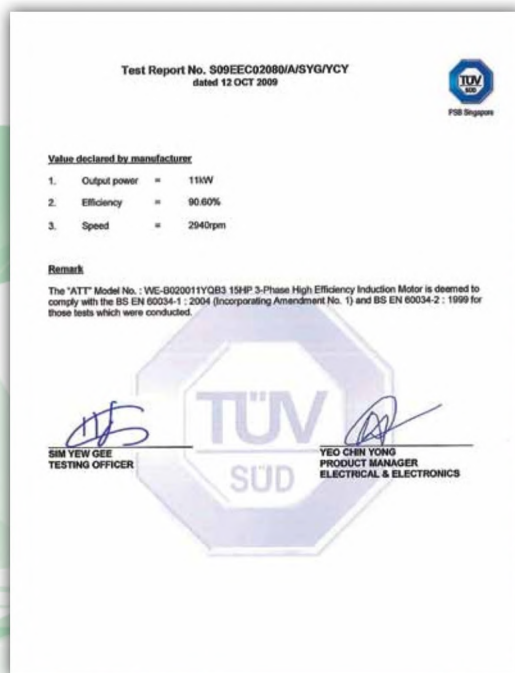 Test Report No. S09EEC02080/A/SYG/YCY
dated 12 OCT 2009
TÜV
SÜD
PSB Singapore
Value declared by manufacturer
1. Output power = 11kW
2. Efficiency = 90.60%
3. Speed = 2940rpm
Remark
The "ATT" Model No. : WE-B020011YQB3 15HP 3-Phase High Efficiency Induction Motor is deemed to
comply with the BS EN 60034-1 : 2004 (Incorporating Amendment No. 1) and BS EN 60034-2 : 1999 for
those tests which were conducted.
TÜV
SÜD
SIM YEW GEE
TESTING OFFICER
YEO CHIN YONG
PRODUCT MANAGER
ELECTRICAL & ELECTRONICS